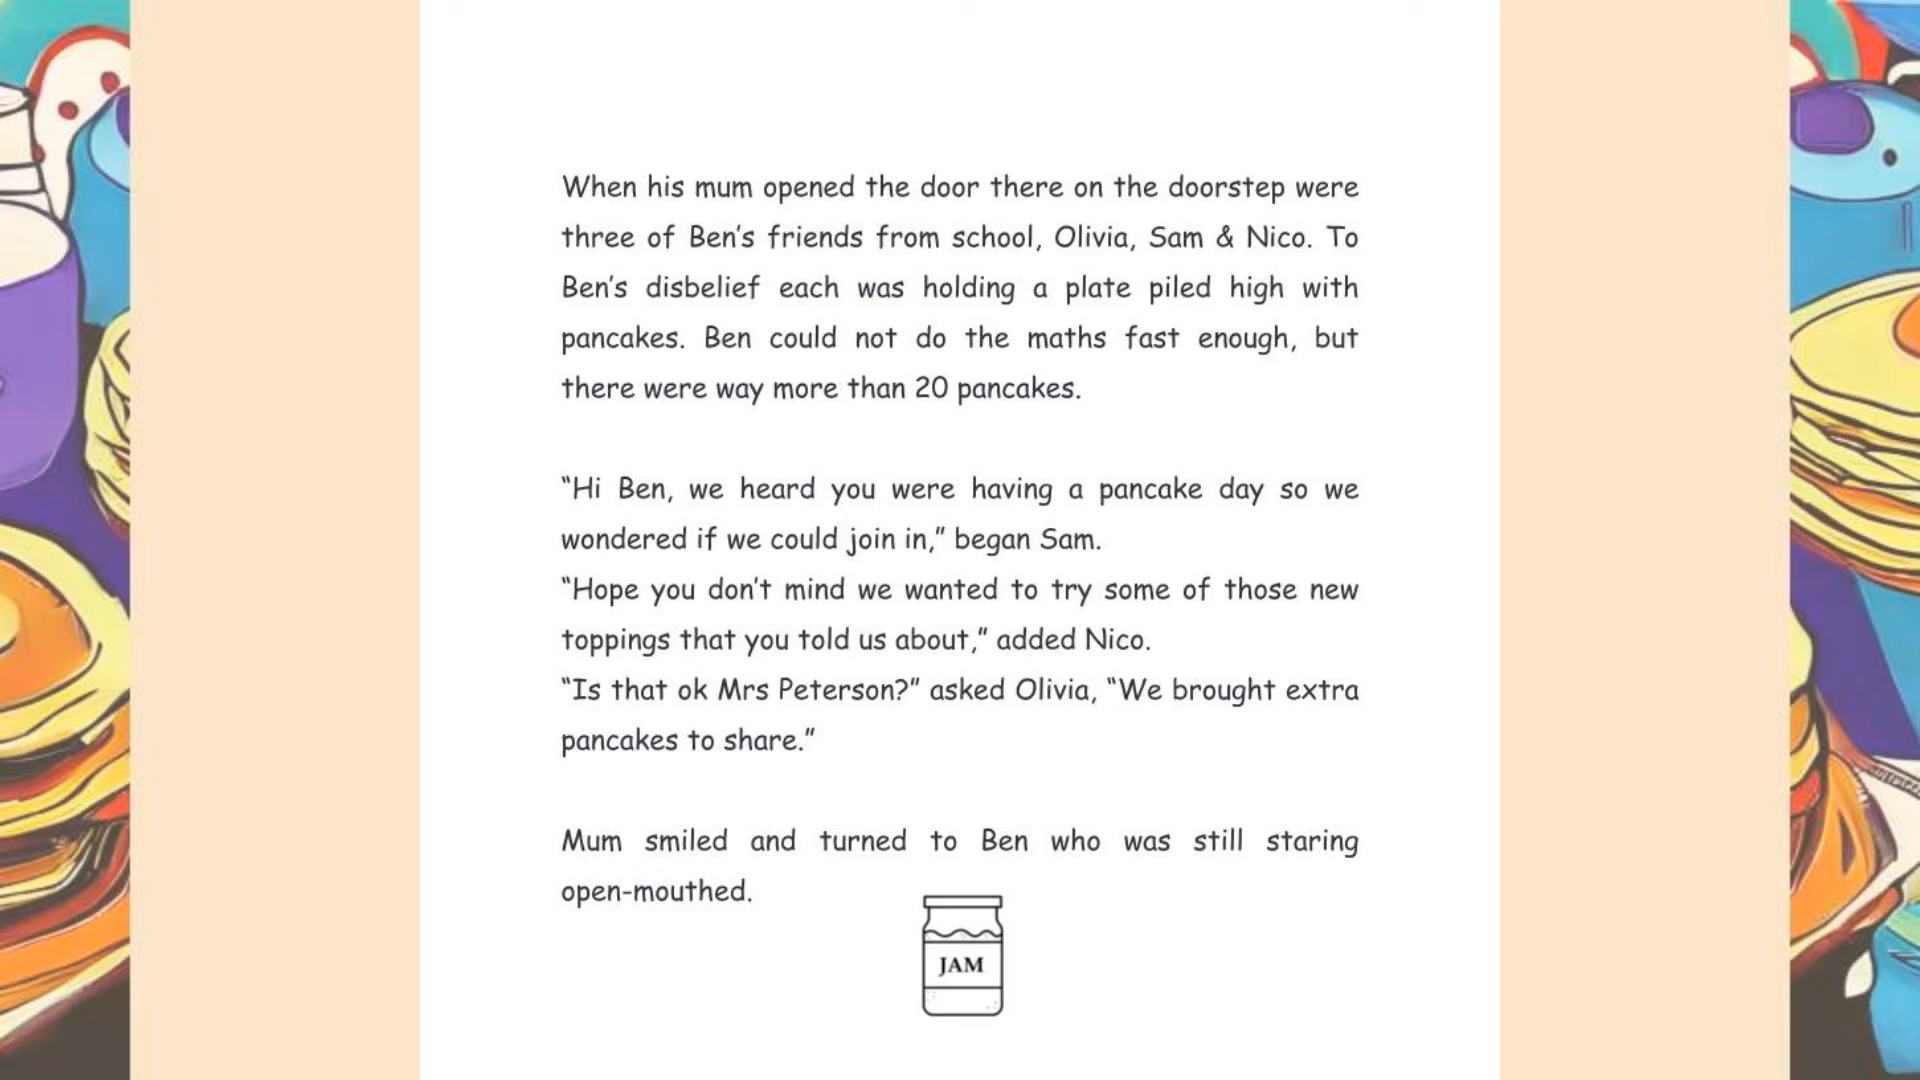 When his mum opened the door there on the doorstep were
three of Ben's friends from school, Olivia, Sam & Nico. To
Ben's disbelief each was holding a plate piled high with
pancakes. Ben could not do the maths fast enough, but
there were way more than 20 pancakes.
“Hi Ben, we heard you were having a pancake day so we
wondered if we could join in,” began Sam.
“Hope you don't mind we wanted to try some of those new
toppings that you told us about,” added Nico.
“Is that ok Mrs Peterson?” asked Olivia, “We brought extra
pancakes to share.”
Mum smiled and turned to Ben who was still staring
open-mouthed.
JAM